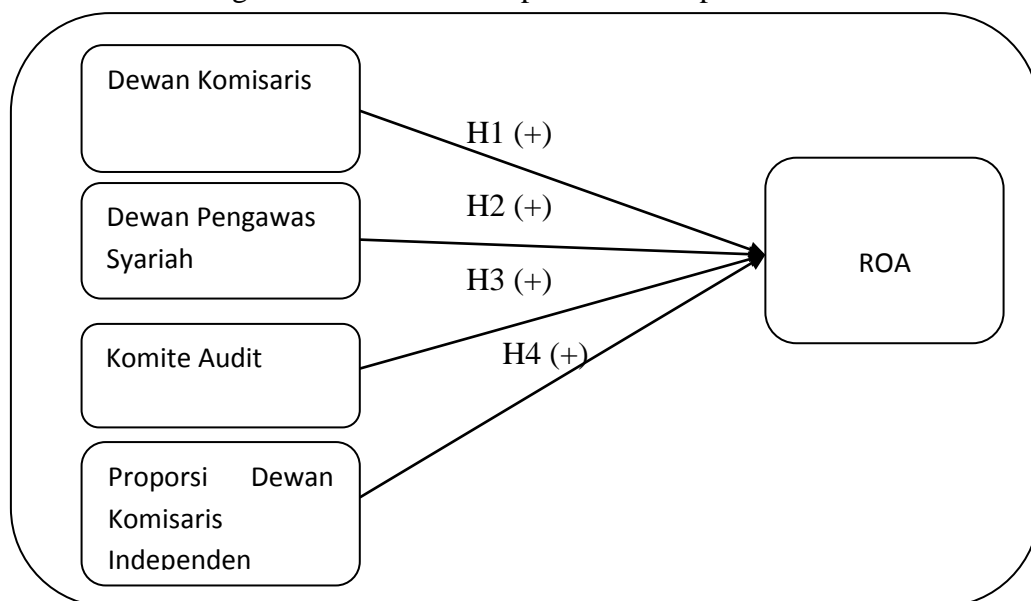 Dewan Komisaris
H1 (+)
Dewan Pengawas
Syariah
H2 (+)
ROA
H3 (+)
Komite Audit
H4 (+)
Proporsi Dewan
Komisaris
Independen